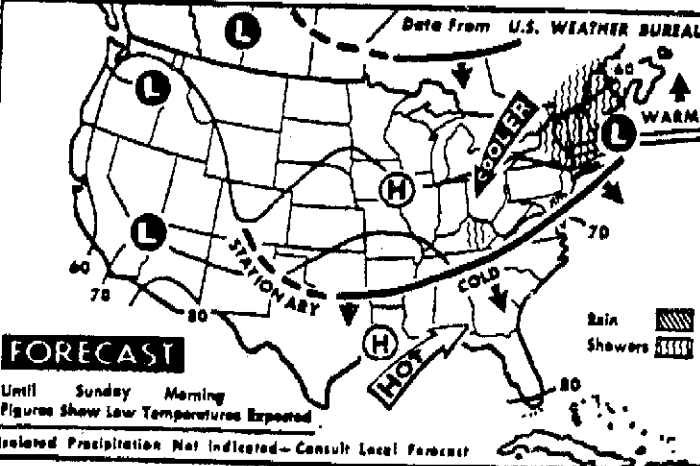 Data From U.S. WEATHER BUREAU
L
L
60
WARM
L
COOLER
H
L
STATIONARY
70
60
70
80
COLD
Rain
Showers
H
HOT
80
FORECAST
Until Sunday Morning
Figures Show Low Temperatures Expected
Isolated Precipitation Not Indicated — Consult Local Forecast